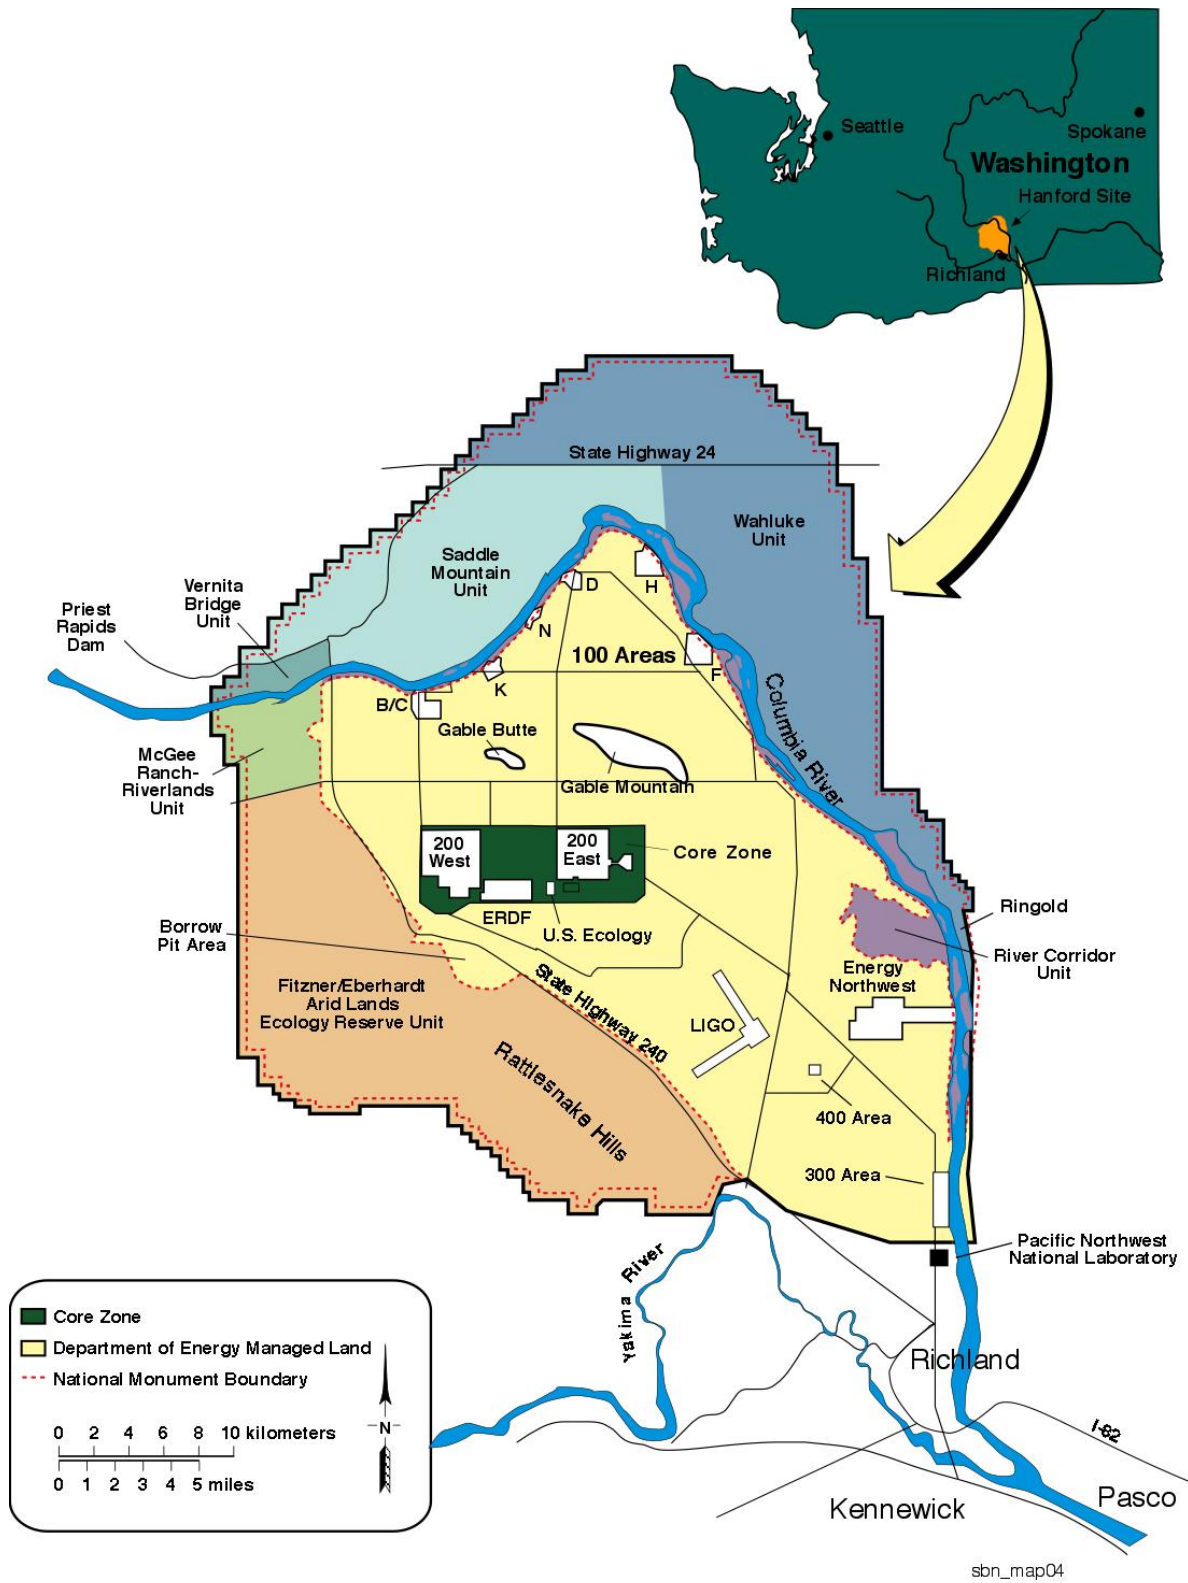 Seattle
Spokane
Washington
Hanford Site
Richland
State Highway 24
Wahluke
Unit
Saddle
Mountain
Unit
Vernita
Bridge
Unit
Priest
Rapids
Dam
D
H
N
100 Areas
F
K
B/C
Columbia River
Gable Butte
Gable Mountain
McGee
Ranch-
Riverlands
Unit
200
West
200
East
Core Zone
ERDF
U.S. Ecology
Ringold
River Corridor
Unit
Borrow
Pit Area
Energy
Northwest
Fitzner/Eberhardt
Arid Lands
Ecology Reserve Unit
State Highway 240
LIGO
Rattlesnake Hills
400 Area
300 Area
Pacific Northwest
National Laboratory
Yakima River
Core Zone
Department of Energy Managed Land
National Monument Boundary
N
0 2 4 6 8 10 kilometers
0 1 2 3 4 5 miles
Richland
I-82
Kennewick
Pasco
sbn_map04